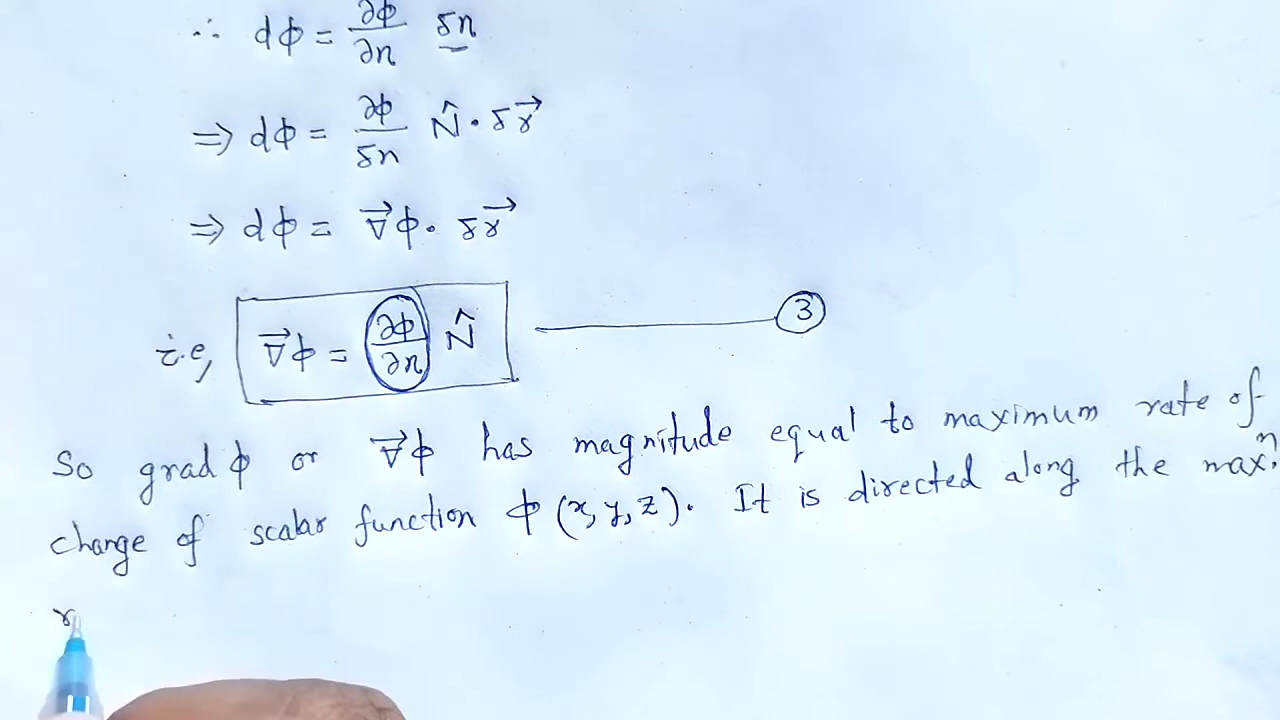 ∴ dϕ = ∂ϕ/∂n δn
⇒ dϕ = ∂ϕ/δn N̂ · δr⃗
⇒ dϕ = ∇⃗ϕ · δr⃗
i.e, ∇⃗ϕ = ∂ϕ/∂n N̂ ③
So grad ϕ or ∇⃗ϕ has magnitude equal to maximum rate of
change of scalar function ϕ (x, y, z). It is directed along the max.ᵐ
r